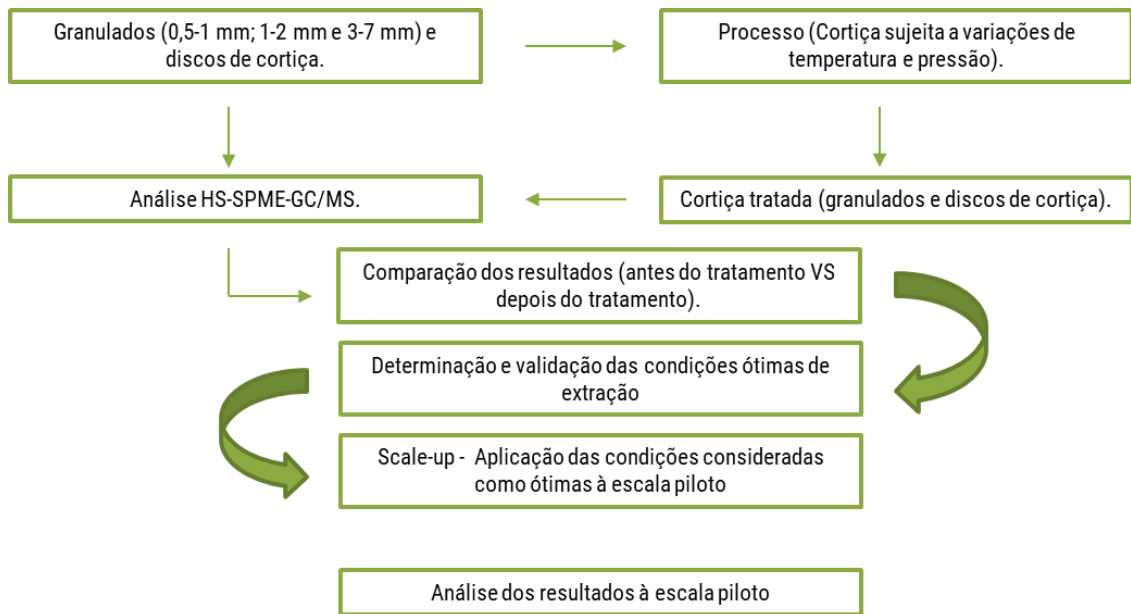 Granulados (0,5-1 mm; 1-2 mm e 3-7 mm) e
discos de cortiça.
Processo (Cortiça sujeita a variações de
temperatura e pressão).
Análise HS-SPME-GC/MS.
Cortiça tratada (granulados e discos de cortiça).
Comparação dos resultados (antes do tratamento VS
depois do tratamento).
Determinação e validação das condições ótimas de
extração
Scale-up - Aplicação das condições consideradas
como ótimas à escala piloto
Análise dos resultados à escala piloto